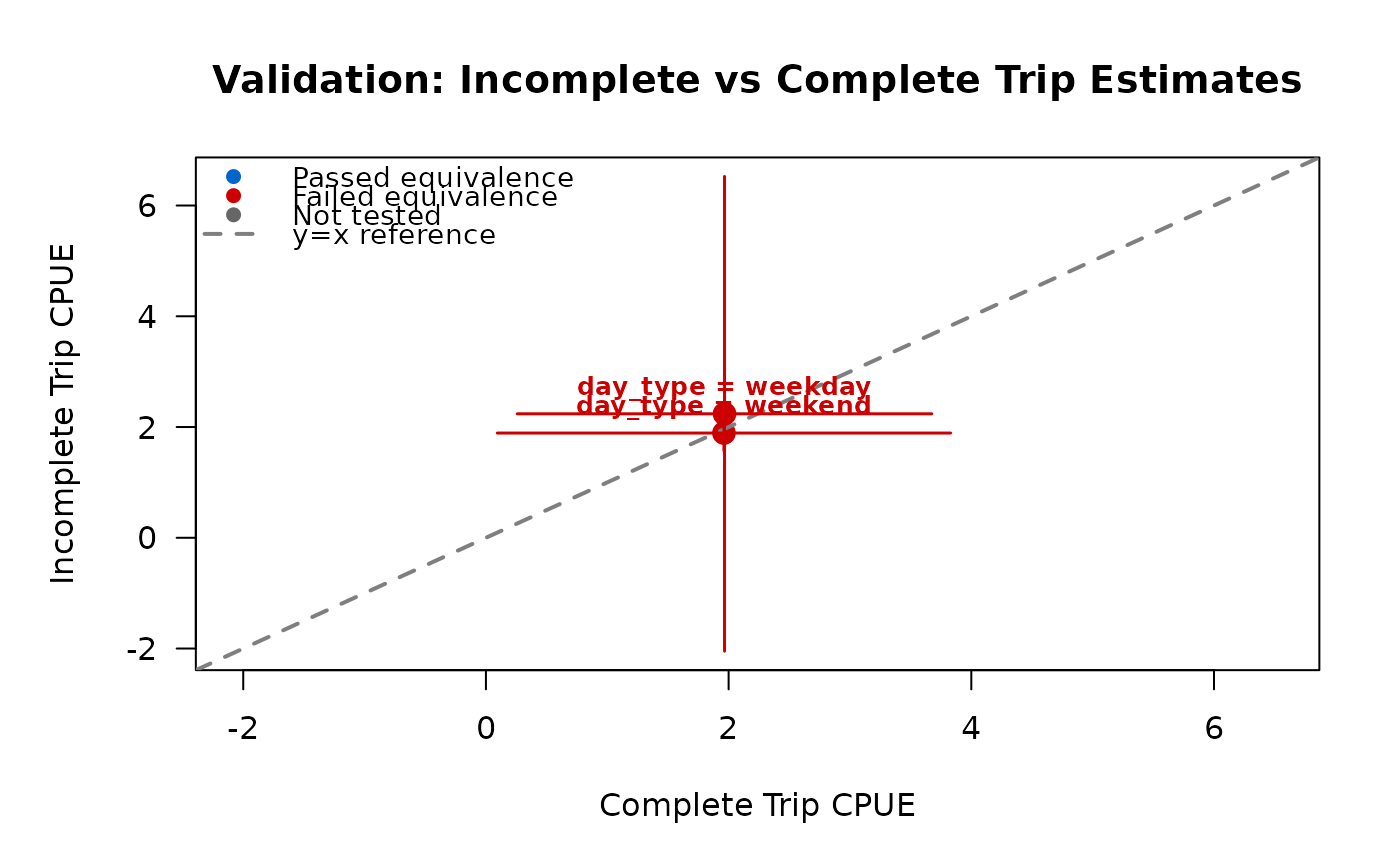 Validation: Incomplete vs Complete Trip Estimates
Passed equivalence
Failed equivalence
Not tested
y=x reference
6
4
2
0
-2
Incomplete Trip CPUE
day_type = weekday
day_type = weekend
-2
0
2
4
6
Complete Trip CPUE